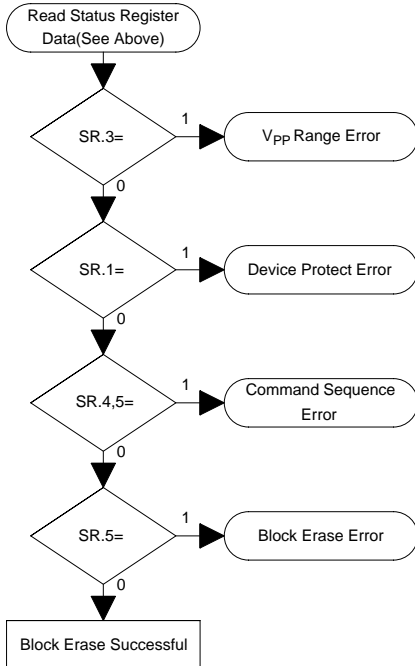 Read Status Register
Data(See Above)
SR.3=
1
VPP Range Error
0
SR.1=
1
Device Protect Error
0
SR.4,5=
1
Command Sequence
Error
0
SR.5=
1
Block Erase Error
0
Block Erase Successful